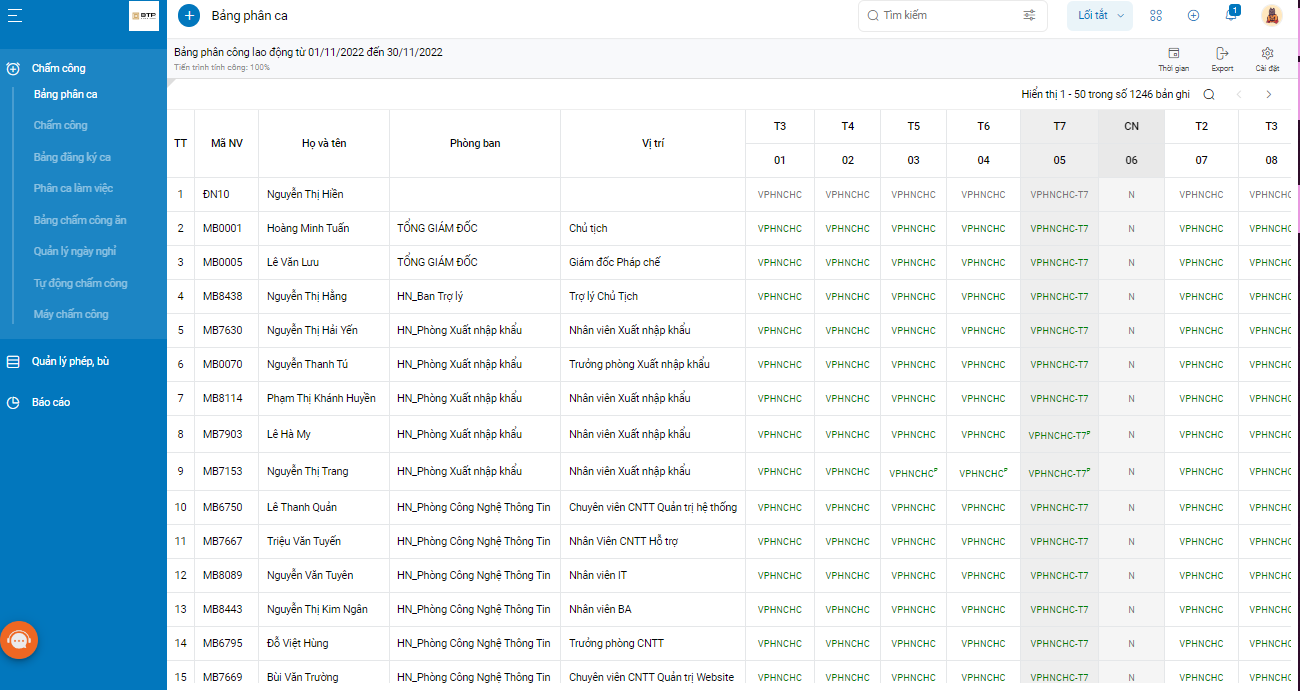 BTP
Bảng phân ca
Tìm kiếm
Lối tắt
1
Bảng phân công lao động từ 01/11/2022 đến 30/11/2022
Tiến trình tính công: 100%
Thời gian
Export
Cài đặt
Chấm công
Bảng phân ca
Chấm công
Bảng đăng ký ca
Phân ca làm việc
Bảng chấm công ăn
Quản lý ngày nghỉ
Tự động chấm công
Máy chấm công
Quản lý phép, bù
Báo cáo
Hiển thị 1 - 50 trong số 1246 bản ghi
TT Mã NV Họ và tên Phòng ban Vị trí T3 T4 T5 T6 T7 CN T2 T3
01 02 03 04 05 06 07 08
1 ĐN10 Nguyễn Thị Hiền VPHNCHC VPHNCHC VPHNCHC VPHNCHC VPHNCHC-T7 N VPHNCHC VPHNCHC
2 MB0001 Hoàng Minh Tuấn TỔNG GIÁM ĐỐC Chủ tịch VPHNCHC VPHNCHC VPHNCHC VPHNCHC VPHNCHC-T7 N VPHNCHC VPHNCHC
3 MB0005 Lê Văn Lưu TỔNG GIÁM ĐỐC Giám đốc Pháp chế VPHNCHC VPHNCHC VPHNCHC VPHNCHC VPHNCHC-T7 N VPHNCHC VPHNCHC
4 MB8438 Nguyễn Thị Hằng HN_Ban Trợ lý Trợ lý Chủ Tịch VPHNCHC VPHNCHC VPHNCHC VPHNCHC VPHNCHC-T7 N VPHNCHC VPHNCHC
5 MB7630 Nguyễn Thị Hải Yến HN_Phòng Xuất nhập khẩu Nhân viên Xuất nhập khẩu VPHNCHC VPHNCHC VPHNCHC VPHNCHC VPHNCHC-T7 N VPHNCHC VPHNCHC
6 MB0070 Nguyễn Thanh Tú HN_Phòng Xuất nhập khẩu Trưởng phòng Xuất nhập khẩu VPHNCHC VPHNCHC VPHNCHC VPHNCHC VPHNCHC-T7 N VPHNCHC VPHNCHC
7 MB8114 Phạm Thị Khánh Huyền HN_Phòng Xuất nhập khẩu Nhân viên Xuất nhập khẩu VPHNCHC VPHNCHC VPHNCHC VPHNCHC VPHNCHC-T7 N VPHNCHC VPHNCHC
8 MB7903 Lê Hà My HN_Phòng Xuất nhập khẩu Nhân viên Xuất nhập khẩu VPHNCHC VPHNCHC VPHNCHC VPHNCHC VPHNCHC-T7P N VPHNCHC VPHNCHC
9 MB7153 Nguyễn Thị Trang HN_Phòng Xuất nhập khẩu Nhân viên Xuất nhập khẩu VPHNCHC VPHNCHC VPHNCHCP VPHNCHCP VPHNCHC-T7P N VPHNCHC VPHNCHC
10 MB6750 Lê Thanh Quản HN_Phòng Công Nghệ Thông Tin Chuyên viên CNTT Quản trị hệ thống VPHNCHC VPHNCHC VPHNCHC VPHNCHC VPHNCHC-T7 N VPHNCHC VPHNCHC
11 MB7667 Triệu Văn Tuyến HN_Phòng Công Nghệ Thông Tin Nhân Viên CNTT Hỗ trợ VPHNCHC VPHNCHC VPHNCHC VPHNCHC VPHNCHC-T7 N VPHNCHC VPHNCHC
12 MB8089 Nguyễn Văn Tuyên HN_Phòng Công Nghệ Thông Tin Nhân viên IT VPHNCHC VPHNCHC VPHNCHC VPHNCHC VPHNCHC-T7 N VPHNCHC VPHNCHC
13 MB8443 Nguyễn Thị Kim Ngân HN_Phòng Công Nghệ Thông Tin Nhân viên BA VPHNCHC VPHNCHC VPHNCHC VPHNCHC VPHNCHC-T7 N VPHNCHC VPHNCHC
14 MB6795 Đỗ Việt Hùng HN_Phòng Công Nghệ Thông Tin Trưởng phòng CNTT VPHNCHC VPHNCHC VPHNCHC VPHNCHC VPHNCHC-T7 N VPHNCHC VPHNCHC
15 MB7669 Bùi Văn Trường HN_Phòng Công Nghệ Thông Tin Chuyên viên CNTT Quản trị Website VPHNCHC VPHNCHC VPHNCHC VPHNCHC VPHNCHC-T7 N VPHNCHC VPHNCHC